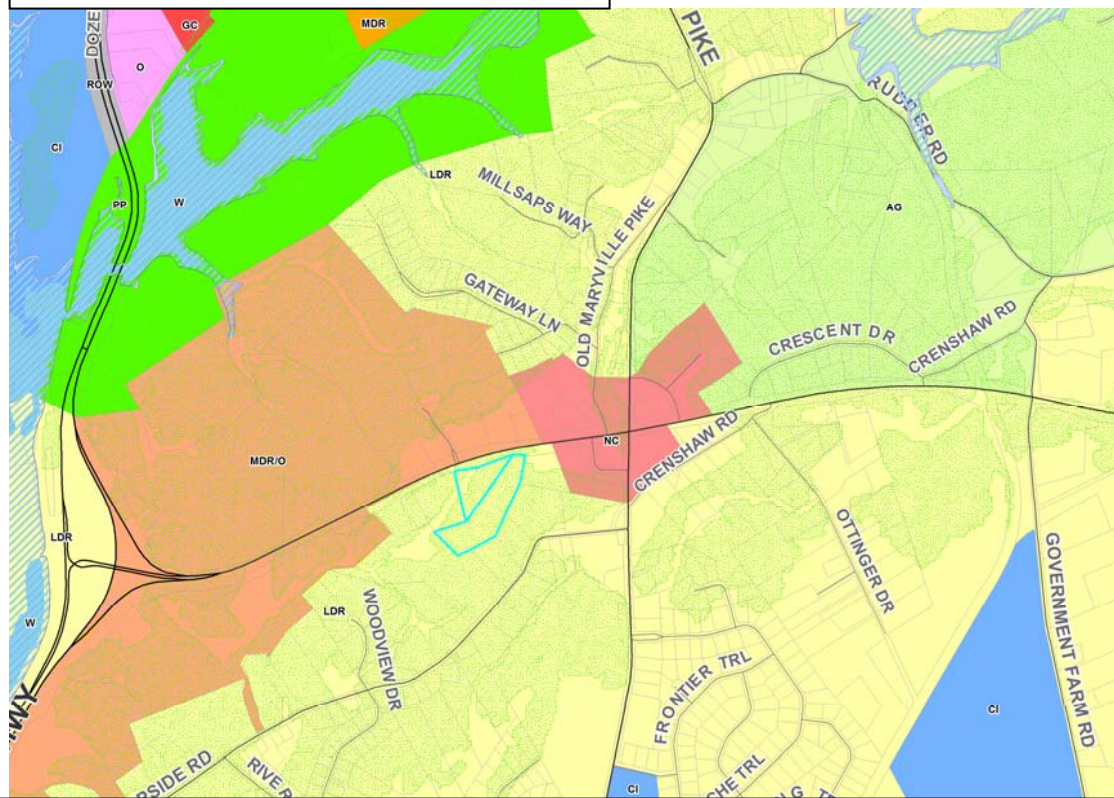 GC
MDR
PIKE
DOZE
O
ROW
CI
RUDDER RD
LDR
MILLSAPS WAY
PP
W
AG
OLD MARYVILLE PIKE
GATEWAY LN
CRESCENT DR
CRENSHAW RD
NC
CRENSHAW RD
MDR/O
OTTINGER DR
LDR
GOVERNMENT FARM RD
LDR
WOODVIEW DR
W
FRONTIER TRL
CI
WY
RSIDE RD
RIVE R
CHE TRL
LG T
CI